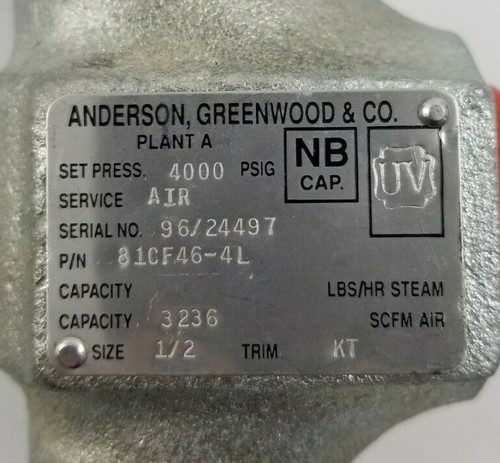 ANDERSON, GREENWOOD & CO.
PLANT A
SET PRESS. 4000 PSIG
NB
CAP.
UV
SERVICE AIR
SERIAL NO. 96/24497
P/N 81CF46-4L
CAPACITY LBS/HR STEAM
CAPACITY 3236 SCFM AIR
SIZE 1/2 TRIM KT